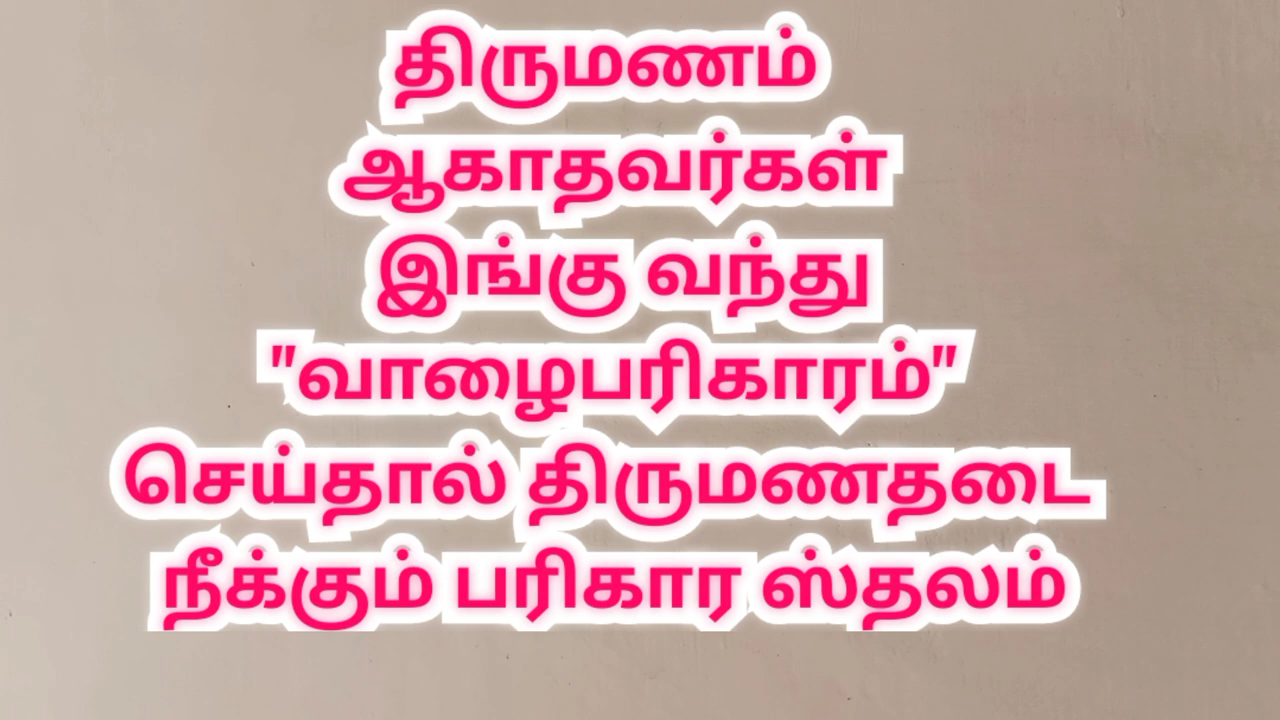 திருமணம்
ஆகாதவர்கள்
இங்கு வந்து
"வாழைபரிகாரம்"
செய்தால் திருமணதடை
நீக்கும் பரிகார ஸ்தலம்